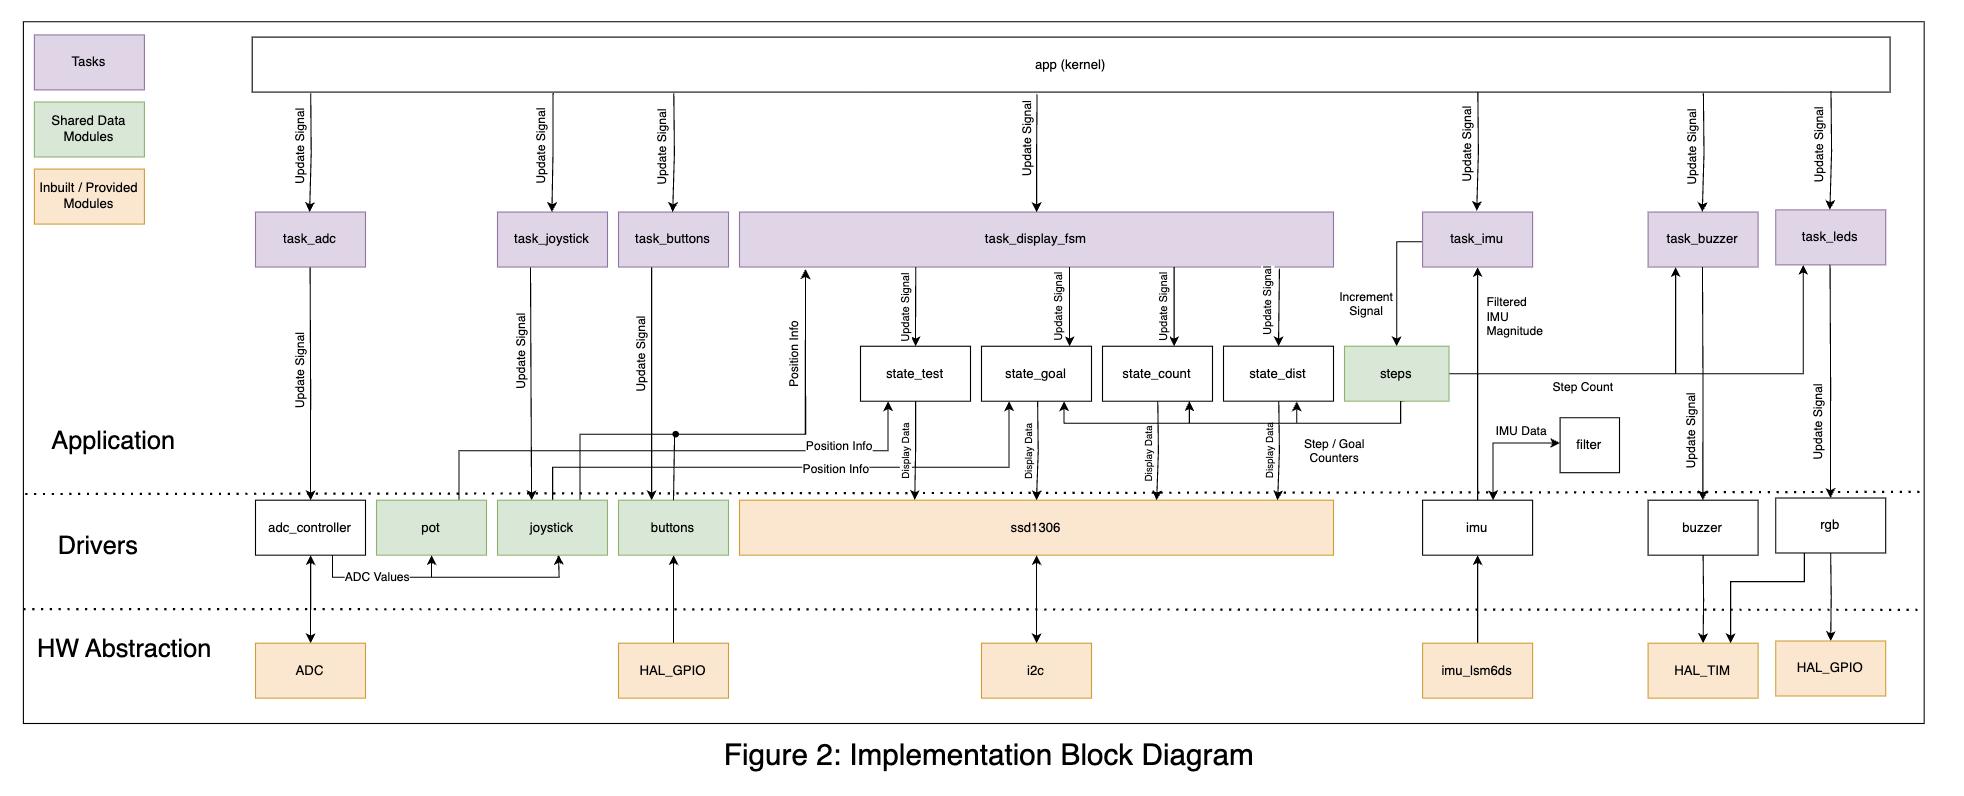 Tasks
Shared Data
Modules
Inbuilt / Provided
Modules
app (kernel)
Update Signal
Update Signal
Update Signal
Update Signal
Update Signal
Update Signal
Update Signal
task_adc
task_joystick
task_buttons
task_display_fsm
task_imu
task_buzzer
task_leds
Update Signal
Update Signal
Update Signal
Position Info
Update Signal
Update Signal
Update Signal
Update Signal
Increment
Signal
Filtered
IMU
Magnitude
state_test
state_goal
state_count
state_dist
steps
Step Count
Update Signal
Update Signal
Application
Position Info
Position Info
Display Data
Display Data
Display Data
Display Data
Step / Goal
Counters
IMU Data
filter
Drivers
adc_controller
pot
joystick
buttons
ssd1306
imu
buzzer
rgb
ADC Values
HW Abstraction
ADC
HAL_GPIO
i2c
imu_lsm6ds
HAL_TIM
HAL_GPIO
Figure 2: Implementation Block Diagram